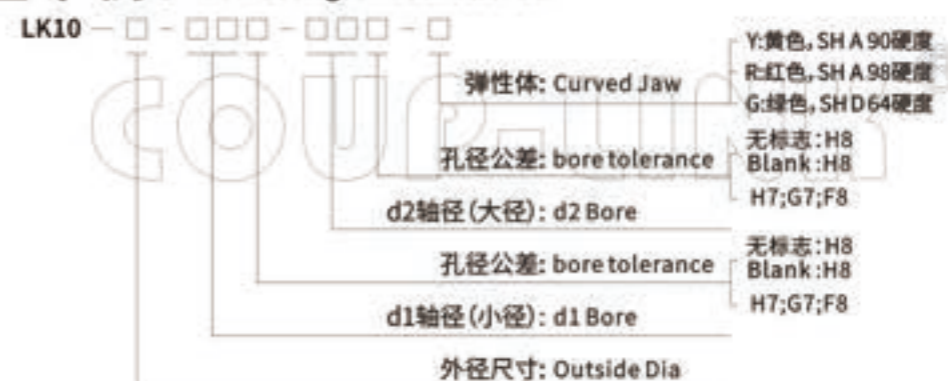 LK10 — □ - □□□ - □□□ - □
弹性体: Curved Jaw
Y:黄色, SH A 90硬度
R:红色, SH A 98硬度
G:绿色, SH D 64硬度
孔径公差: bore tolerance
无标志:H8
Blank:H8
H7;G7;F8
d2轴径(大径): d2 Bore
孔径公差: bore tolerance
无标志:H8
Blank:H8
H7;G7;F8
d1轴径(小径): d1 Bore
外径尺寸: Outside Dia